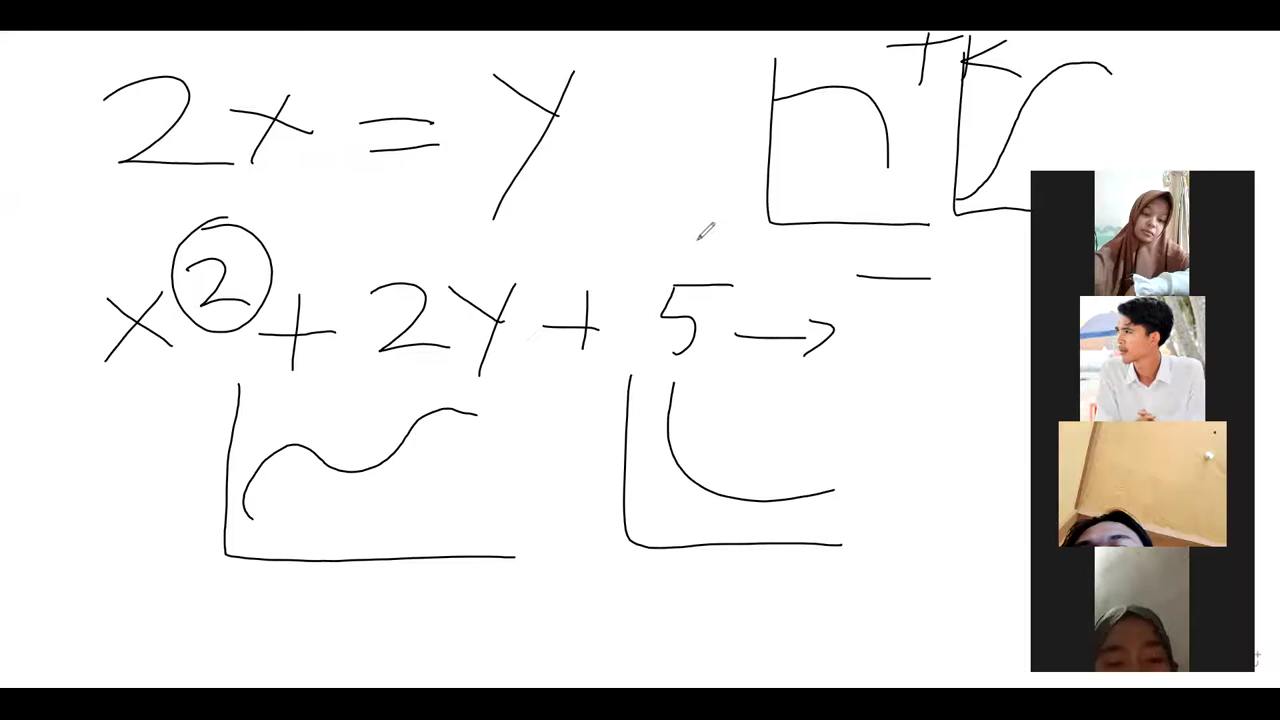 2x = y
+k
=
x² + 2y + 5 →